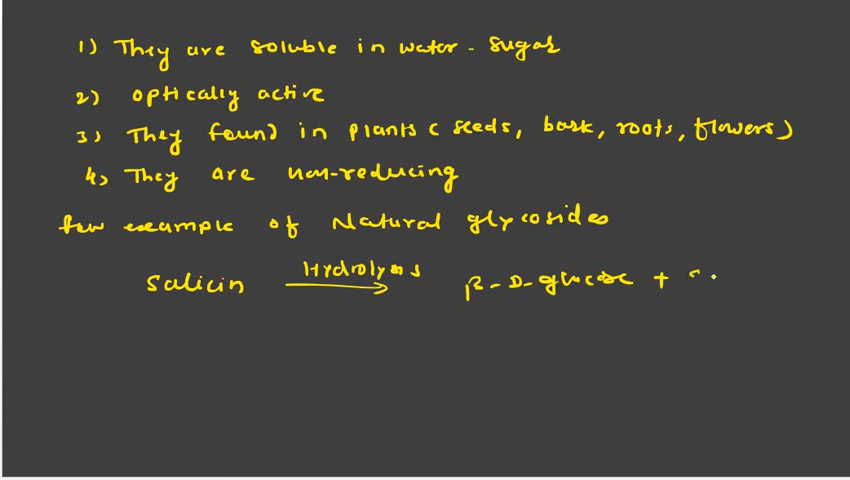 1) They are soluble in water - sugar
2) optically active
3) They found in plants ( seeds, bark, roots, flowers)
4) They are non-reducing
few example of Natural glycosides
Salicin Hydrolysis → β-D-glucose +